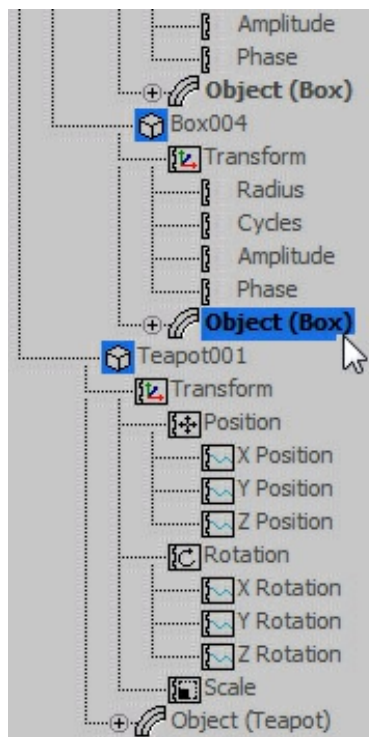 Amplitude
Phase
Object (Box)
Box004
Transform
Radius
Cycles
Amplitude
Phase
Object (Box)
Teapot001
Transform
Position
X Position
Y Position
Z Position
Rotation
X Rotation
Y Rotation
Z Rotation
Scale
Object (Teapot)